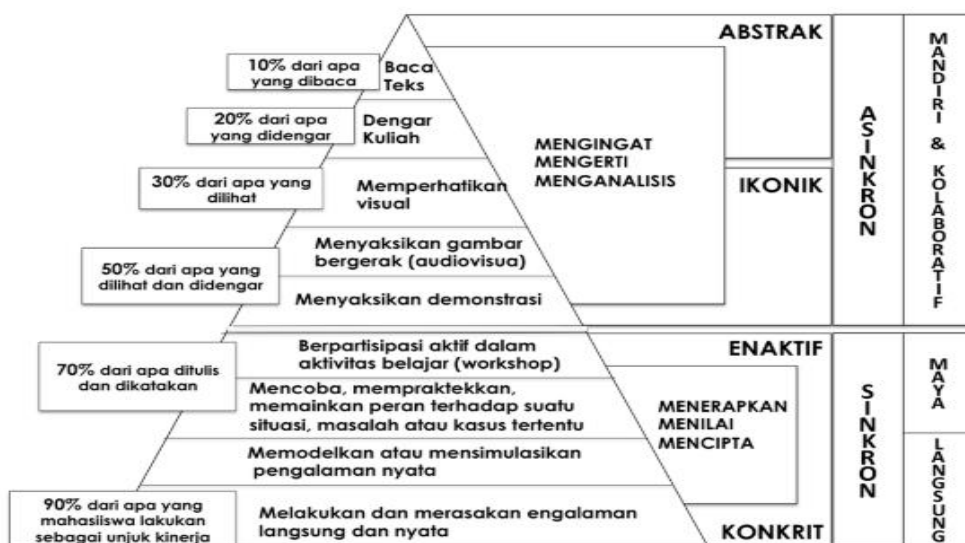 10% dari apa
yang dibaca
Baca
Teks
ABSTRAK
20% dari apa
yang didengar
Dengar
Kuliah
MENGINGAT
MENGERTI
MENGANALISIS
30% dari apa yang
dilihat
Memperhatikan
visual
IKONIK
50% dari apa yang
dilihat dan didengar
Menyaksikan gambar
bergerak (audiovisua)
Menyaksikan demonstrasi
ASINKRON
MANDIRI & KOLABORATIF
70% dari apa ditulis
dan dikatakan
Berpartisipasi aktif dalam
aktivitas belajar (workshop)
ENAKTIF
Mencoba, mempraktekkan,
memainkan peran terhadap suatu
situasi, masalah atau kasus tertentu
MENERAPKAN
MENILAI
MENCIPTA
Memodelkan atau mensimulasikan
pengalaman nyata
90% dari apa yang
mahasiiswa lakukan
sebagai unjuk kinerja
Melakukan dan merasakan engalaman
langsung dan nyata
KONKRIT
SINKRON
MAYA
LANGSUNG